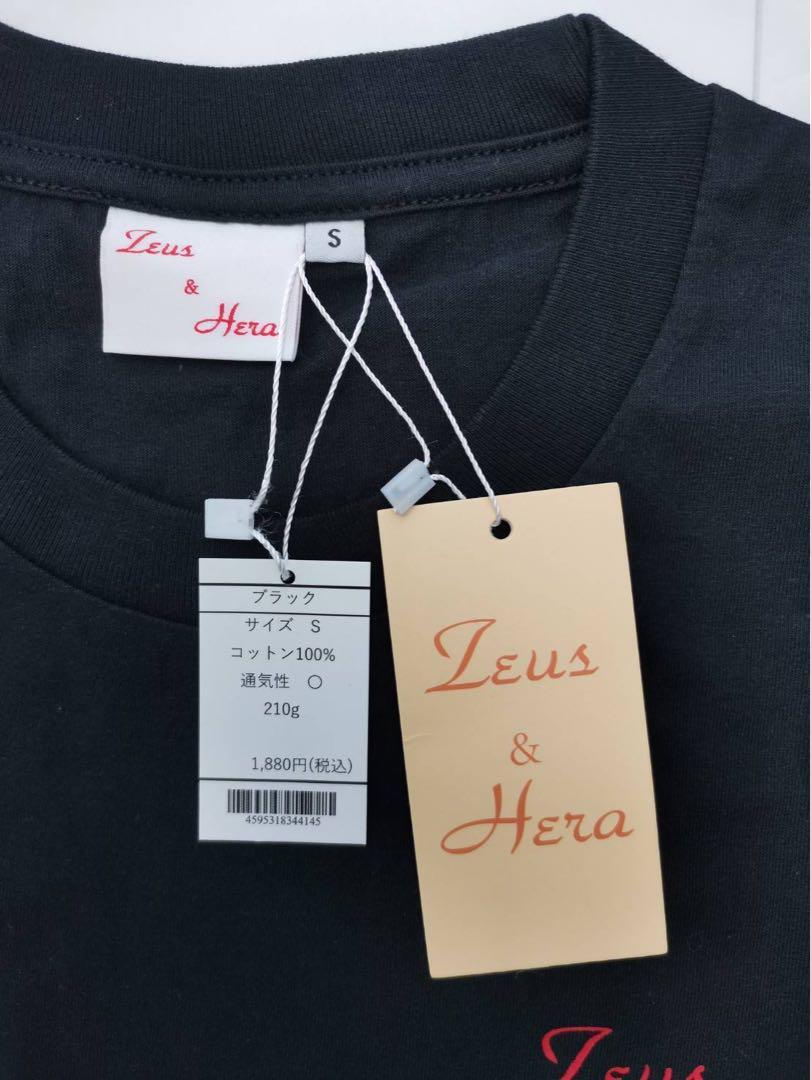 Zeus
&
Hera
S
ブラック
サイズ S
コットン100%
通気性 〇
210g
1,880円(税込)
4595318344145
Zeus
&
Hera
Zeus